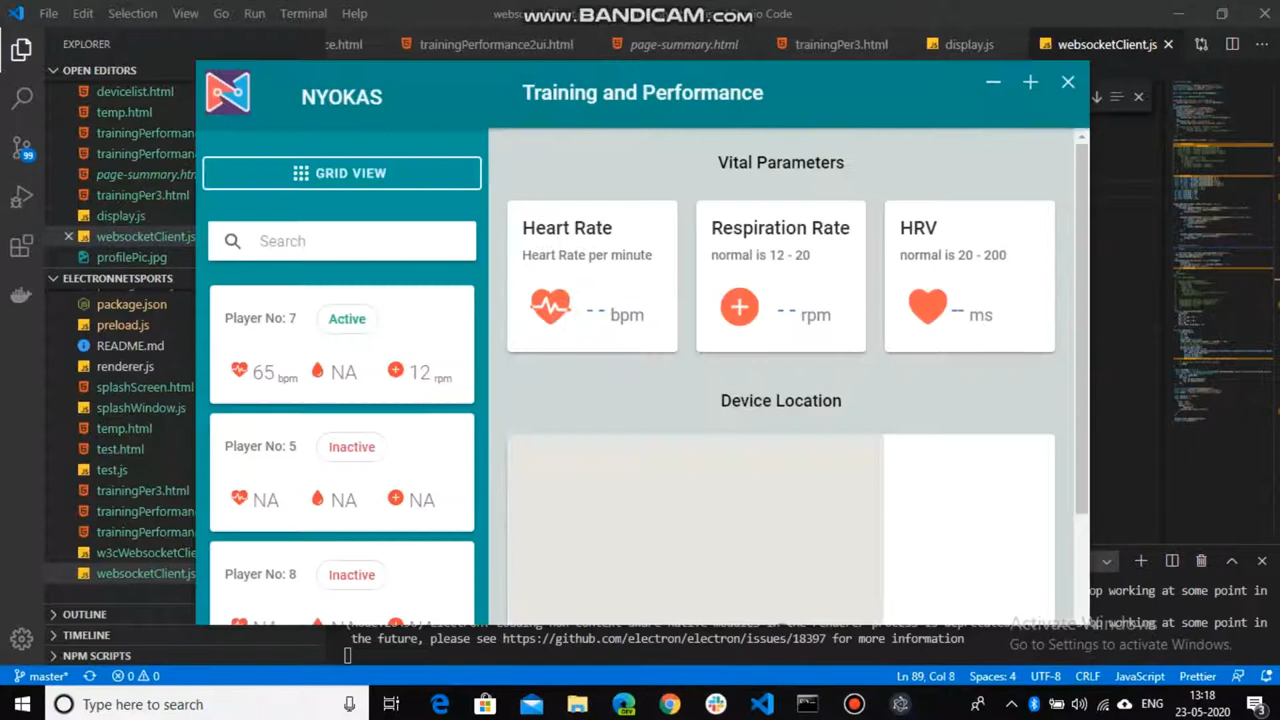 File Edit Selection View Go Run Terminal Help
www.BANDICAM.com
EXPLORER
trainingPerformance2ui.html
page-summary.html
trainingPer3.html
display.js
websocketClient.js
OPEN EDITORS
devicelist.html
temp.html
trainingPerforman
trainingPerforman
page-summary.htm
trainingPer3.html
display.js
websocketClient.js
profilePic.jpg
ELECTRONNETSPORTS
package.json
preload.js
README.md
renderer.js
splashScreen.html
splashWindow.js
temp.html
test.html
test.js
trainingPer3.html
trainingPerforman
trainingPerforman
w3cWebsocketClie
websocketClient.js
OUTLINE
TIMELINE
NPM SCRIPTS
99
NYOKAS
Training and Performance
GRID VIEW
Search
Player No: 7 Active
65 bpm NA 12 rpm
Player No: 5 Inactive
NA NA NA
Player No: 8 Inactive
Vital Parameters
Heart Rate
Heart Rate per minute
-- bpm
Respiration Rate
normal is 12 - 20
-- rpm
HRV
normal is 20 - 200
-- ms
Device Location
op working at some point in
op working at some point in
the future, please see https://github.com/electron/electron/issues/18397 for more information
Activate Windows
Go to Settings to activate Windows.
master* 0 0 Ln 89, Col 8 Spaces: 4 UTF-8 CRLF JavaScript Prettier
Type here to search
DEV
ENG
13:18
23-05-2020
3